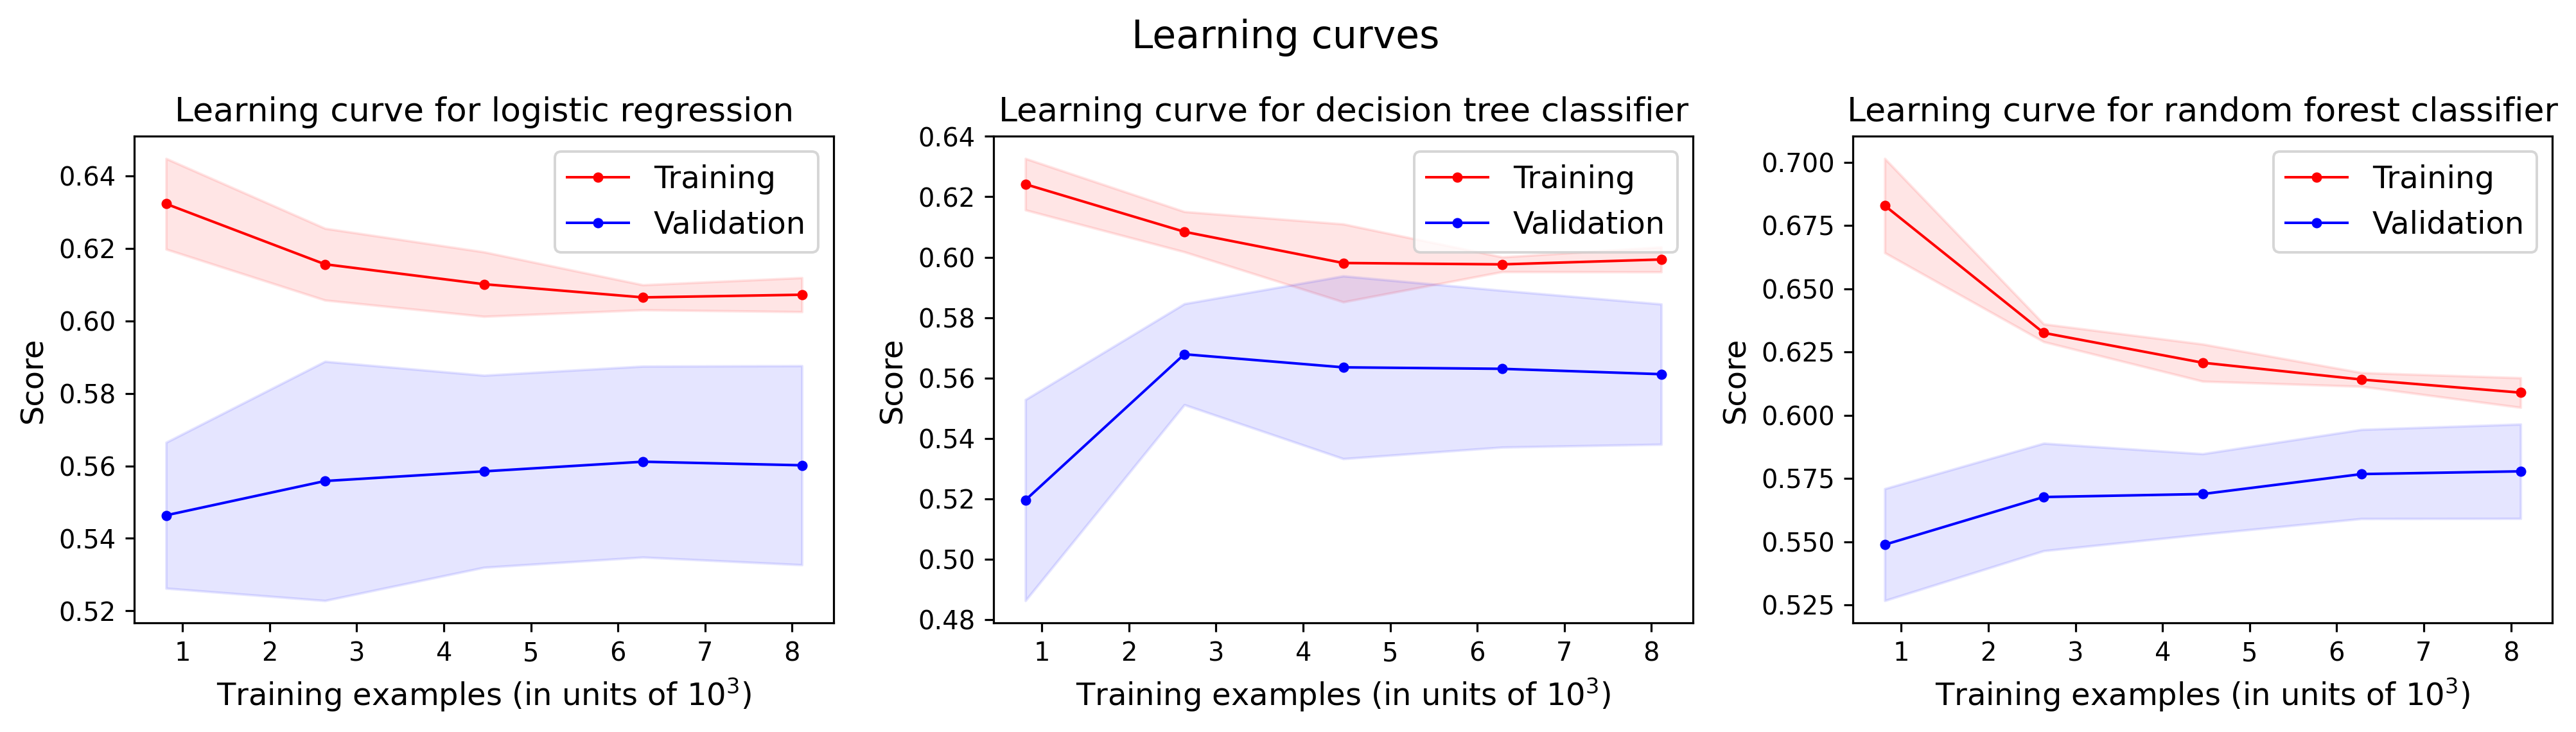 Learning curves
Learning curve for logistic regression
Score
0.64
0.62
0.60
0.58
0.56
0.54
0.52
Training
Validation
1 2 3 4 5 6 7 8
Training examples (in units of 10³)
Learning curve for decision tree classifier
Score
0.64
0.62
0.60
0.58
0.56
0.54
0.52
0.50
0.48
Training
Validation
1 2 3 4 5 6 7 8
Training examples (in units of 10³)
Learning curve for random forest classifier
Score
0.700
0.675
0.650
0.625
0.600
0.575
0.550
0.525
Training
Validation
1 2 3 4 5 6 7 8
Training examples (in units of 10³)